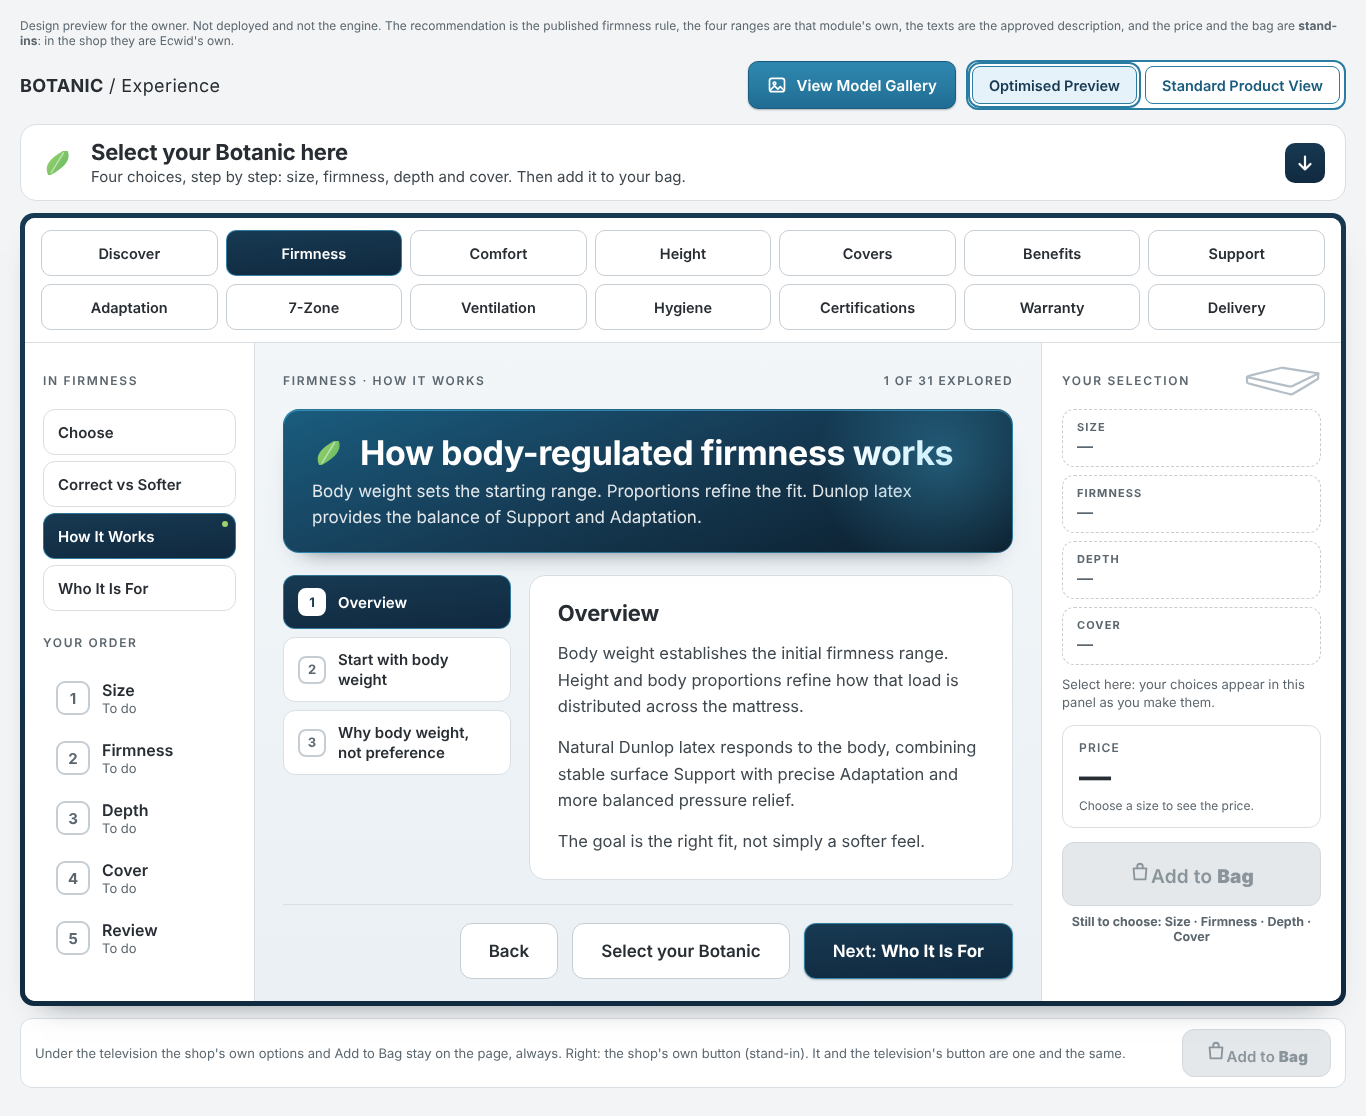 Design preview for the owner. Not deployed and not the engine. The recommendation is the published firmness rule, the four ranges are that module's own, the texts are the approved description, and the price and the bag are stand-
ins: in the shop they are Ecwid's own.
BOTANIC / Experience
View Model Gallery
Optimised Preview
Standard Product View
Select your Botanic here
Four choices, step by step: size, firmness, depth and cover. Then add it to your bag.
Discover
Firmness
Comfort
Height
Covers
Benefits
Support
Adaptation
7-Zone
Ventilation
Hygiene
Certifications
Warranty
Delivery
IN FIRMNESS
Choose
Correct vs Softer
How It Works
Who It Is For
YOUR ORDER
1
Size
To do
2
Firmness
To do
3
Depth
To do
4
Cover
To do
5
Review
To do
FIRMNESS · HOW IT WORKS
1 OF 31 EXPLORED
How body-regulated firmness works
Body weight sets the starting range. Proportions refine the fit. Dunlop latex
provides the balance of Support and Adaptation.
1
Overview
2
Start with body
weight
3
Why body weight,
not preference
Overview
Body weight establishes the initial firmness range.
Height and body proportions refine how that load is
distributed across the mattress.
Natural Dunlop latex responds to the body, combining
stable surface Support with precise Adaptation and
more balanced pressure relief.
The goal is the right fit, not simply a softer feel.
Back
Select your Botanic
Next: Who It Is For
YOUR SELECTION
SIZE
—
FIRMNESS
—
DEPTH
—
COVER
—
Select here: your choices appear in this
panel as you make them.
PRICE
—
Choose a size to see the price.
Add to Bag
Still to choose: Size · Firmness · Depth ·
Cover
Under the television the shop's own options and Add to Bag stay on the page, always. Right: the shop's own button (stand-in). It and the television's button are one and the same.
Add to Bag